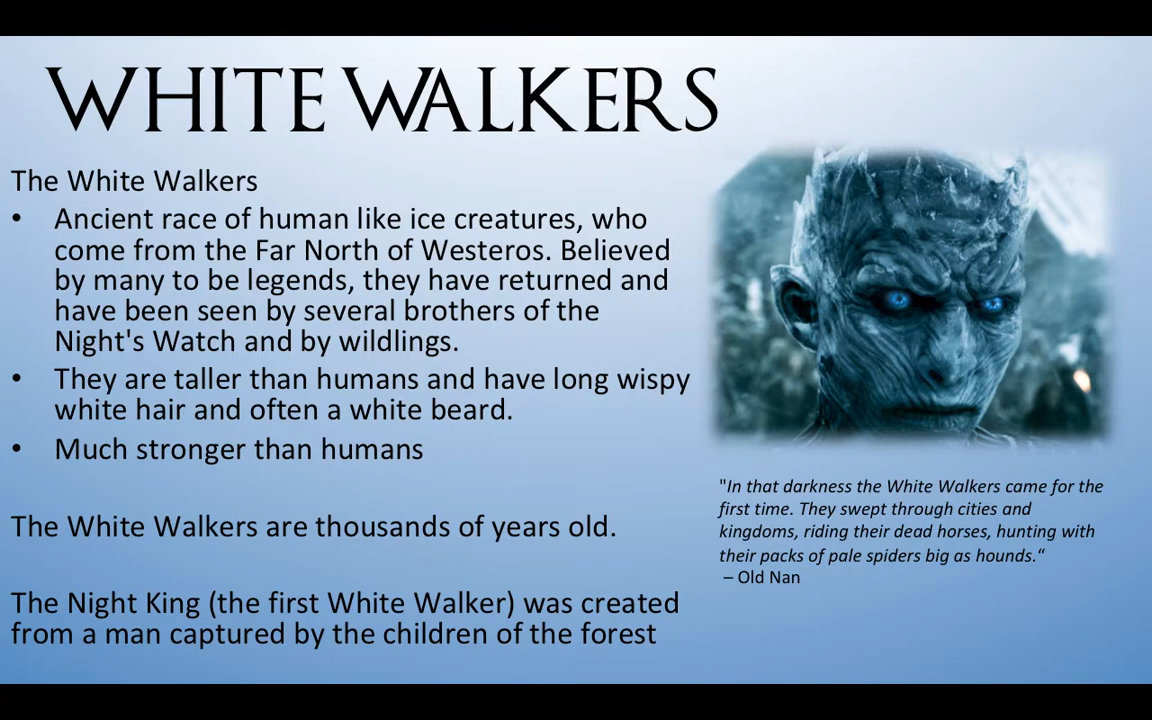 WHITE WALKERS
The White Walkers
• Ancient race of human like ice creatures, who
come from the Far North of Westeros. Believed
by many to be legends, they have returned and
have been seen by several brothers of the
Night's Watch and by wildlings.
• They are taller than humans and have long wispy
white hair and often a white beard.
• Much stronger than humans
The White Walkers are thousands of years old.
The Night King (the first White Walker) was created
from a man captured by the children of the forest
"In that darkness the White Walkers came for the
first time. They swept through cities and
kingdoms, riding their dead horses, hunting with
their packs of pale spiders big as hounds.“
– Old Nan